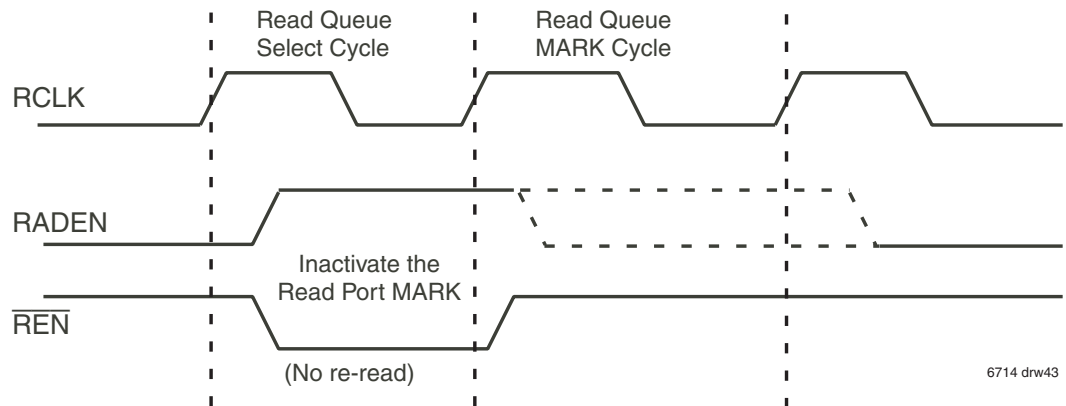 Read Queue
Select Cycle
Read Queue
MARK Cycle
RCLK
RADEN
Inactivate the
Read Port MARK
REN
(No re-read)
6714 drw43